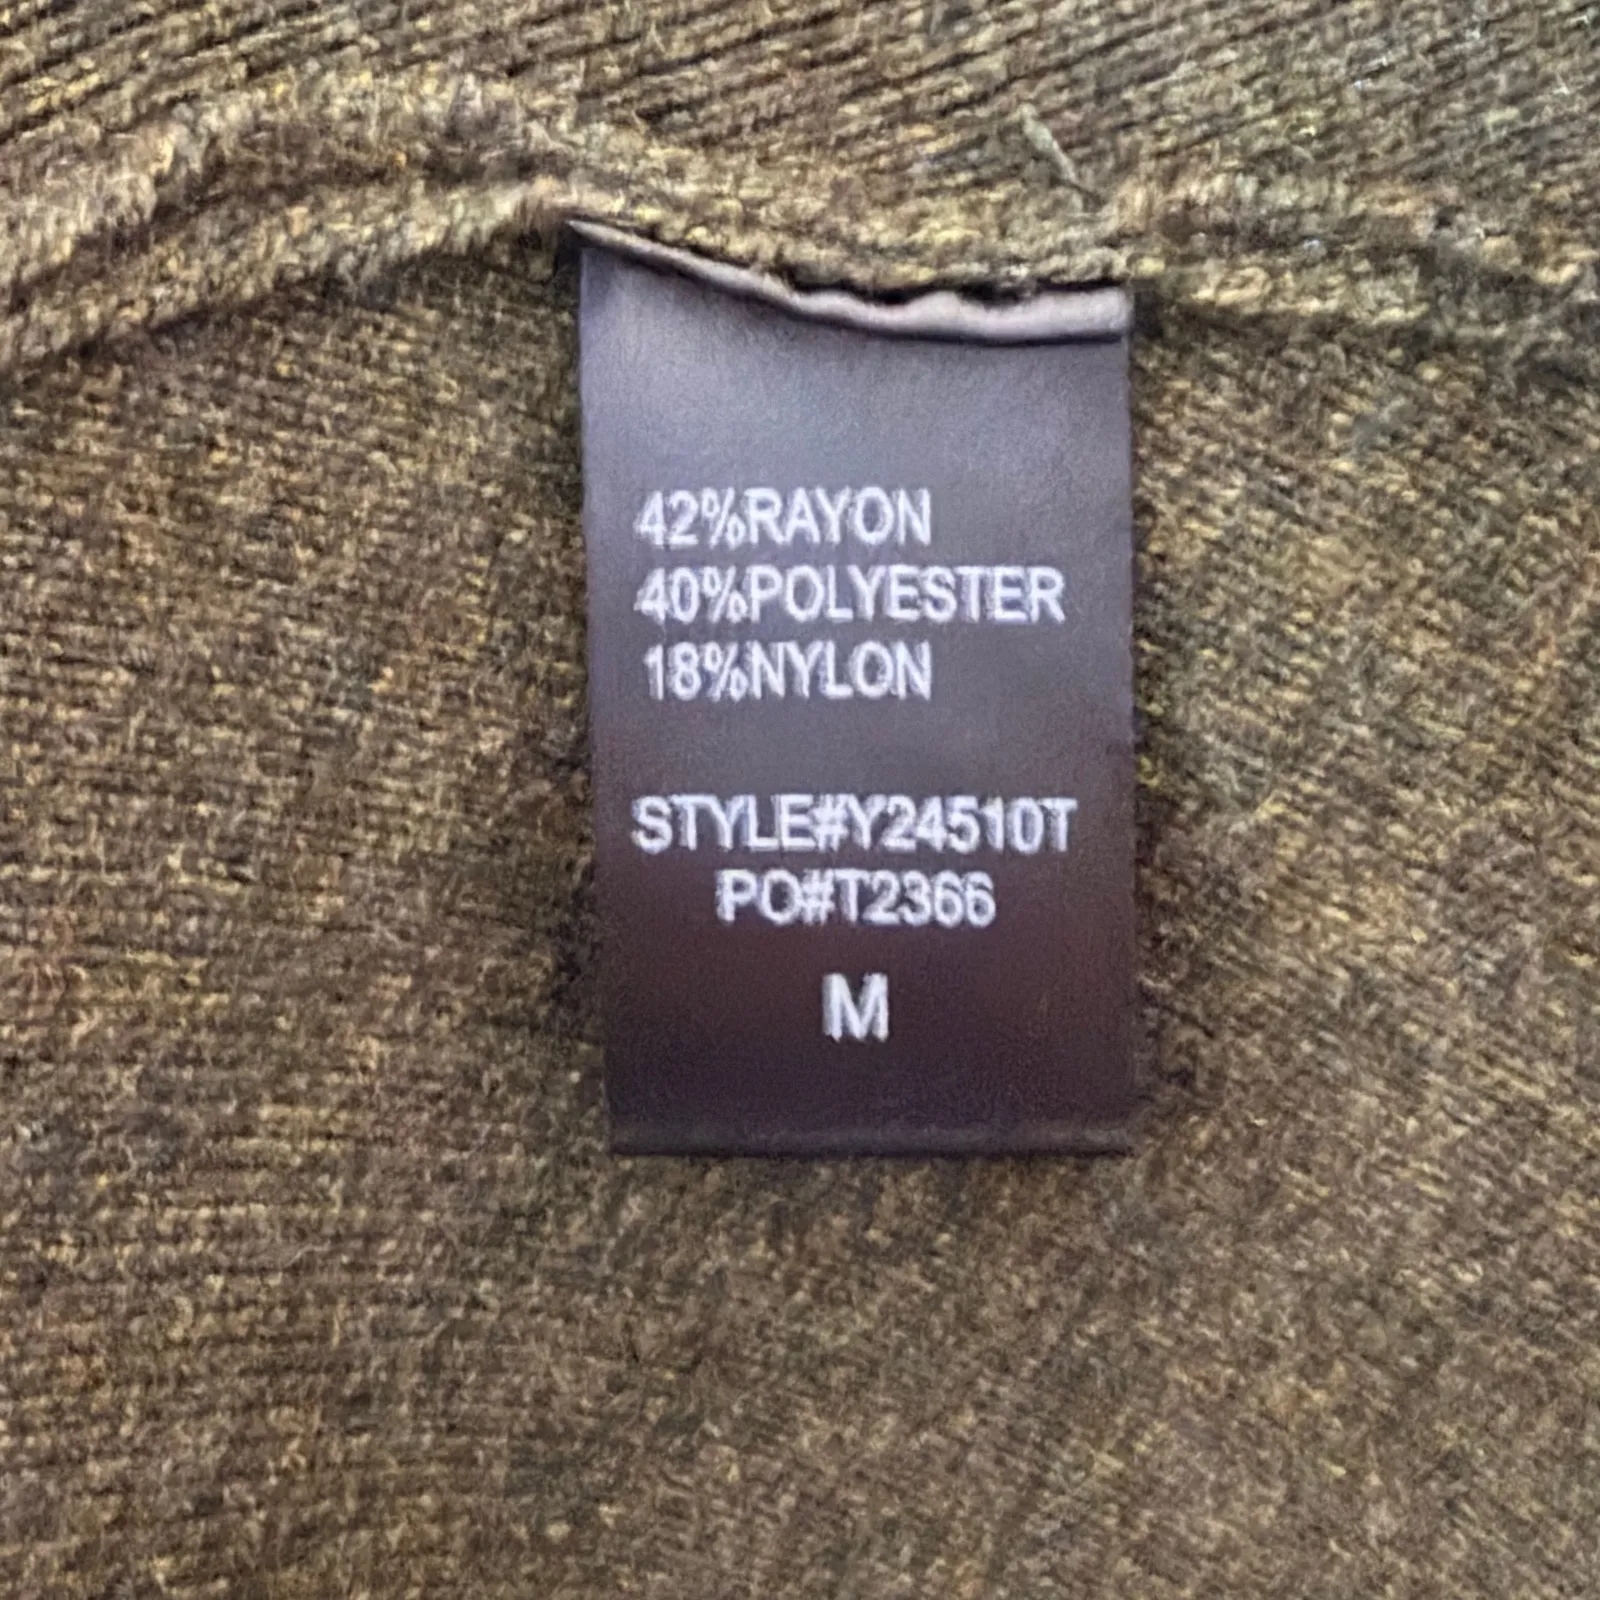 42%RAYON
40%POLYESTER
18%NYLON
STYLE#Y24510T
PO#T2366
M